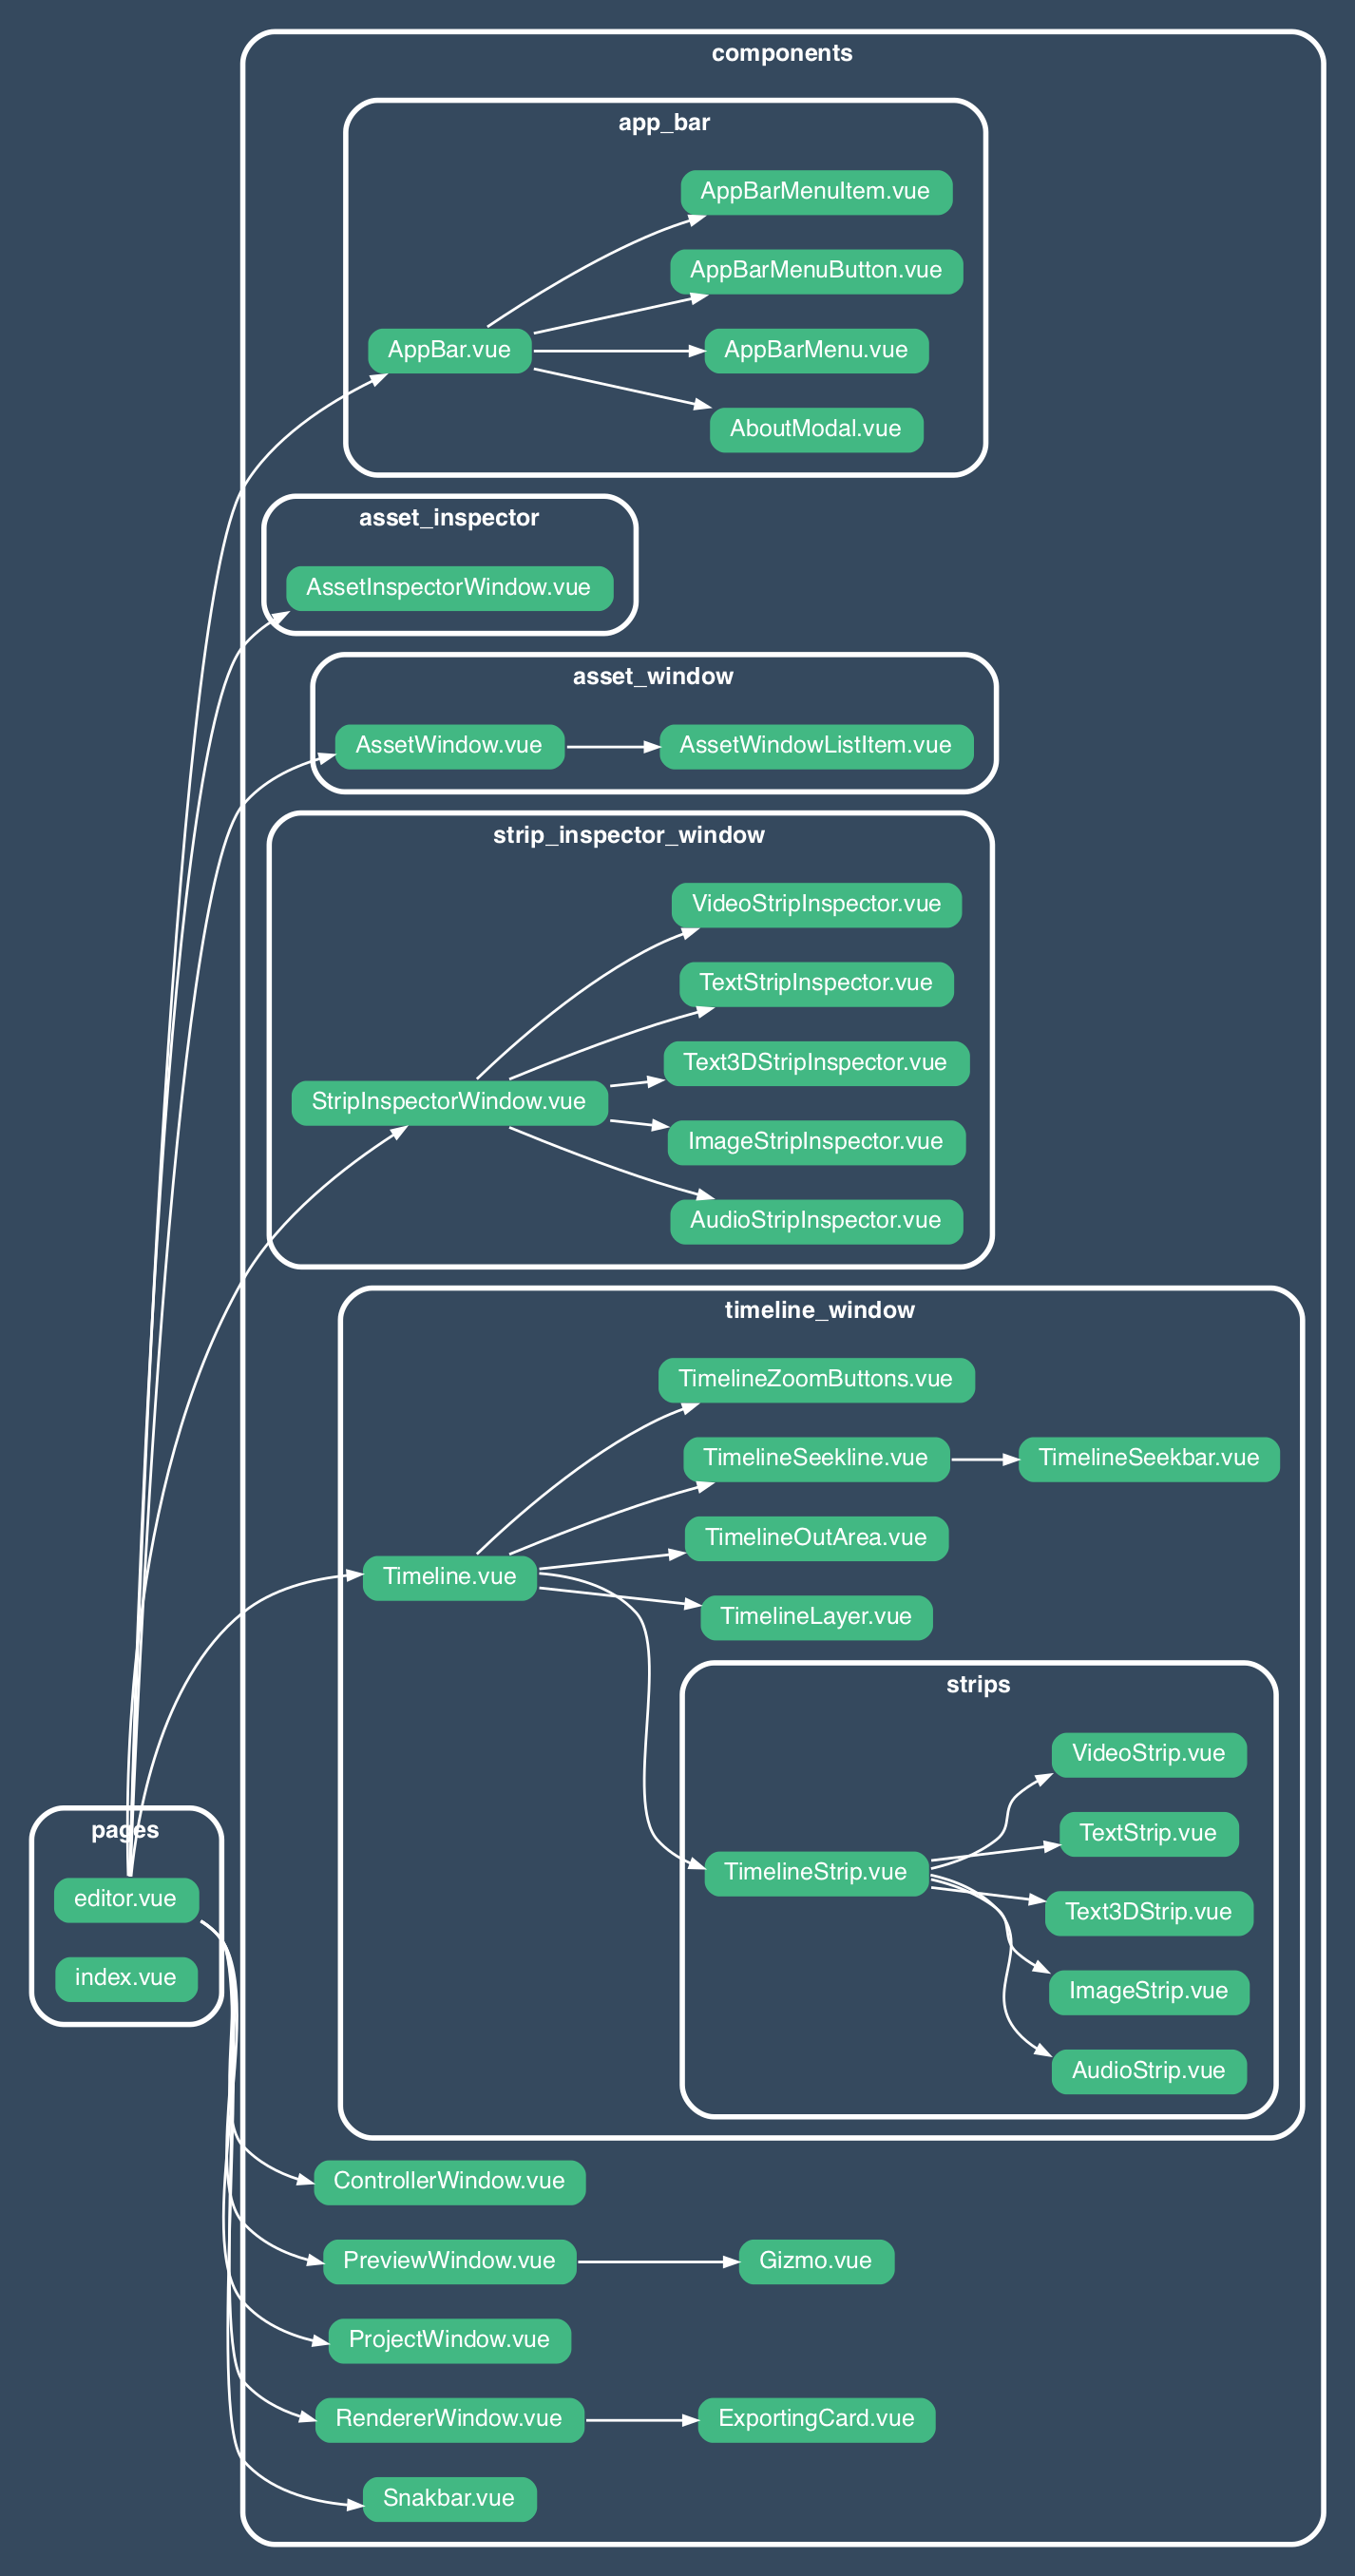 components
app_bar
AppBarMenuItem.vue
AppBarMenuButton.vue
AppBar.vue
AppBarMenu.vue
AboutModal.vue
asset_inspector
AssetInspectorWindow.vue
asset_window
AssetWindow.vue
AssetWindowListItem.vue
strip_inspector_window
VideoStripInspector.vue
TextStripInspector.vue
Text3DStripInspector.vue
StripInspectorWindow.vue
ImageStripInspector.vue
AudioStripInspector.vue
timeline_window
TimelineZoomButtons.vue
TimelineSeekline.vue
TimelineSeekbar.vue
TimelineOutArea.vue
Timeline.vue
TimelineLayer.vue
strips
VideoStrip.vue
TextStrip.vue
TimelineStrip.vue
Text3DStrip.vue
ImageStrip.vue
AudioStrip.vue
pages
editor.vue
index.vue
ControllerWindow.vue
PreviewWindow.vue
Gizmo.vue
ProjectWindow.vue
RendererWindow.vue
ExportingCard.vue
Snakbar.vue